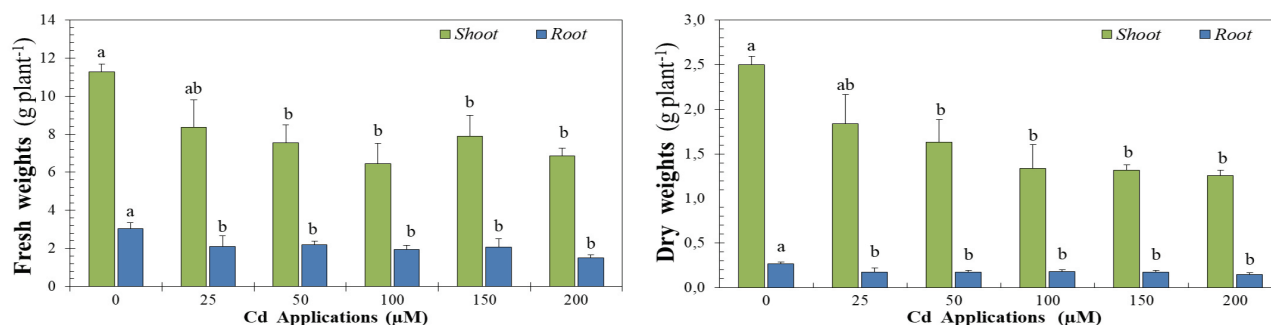 14
12
10
8
6
4
2
0
Fresh weights (g plant-1)
Shoot Root
a
ab
b
b
b
b
a
b
b
b
b
b
0 25 50 100 150 200
Cd Applications (µM)
3,0
2,5
2,0
1,5
1,0
0,5
0,0
Dry weights (g plant-1)
Shoot Root
a
ab
b
b
b
b
a
b
b
b
b
b
0 25 50 100 150 200
Cd Applications (µM)